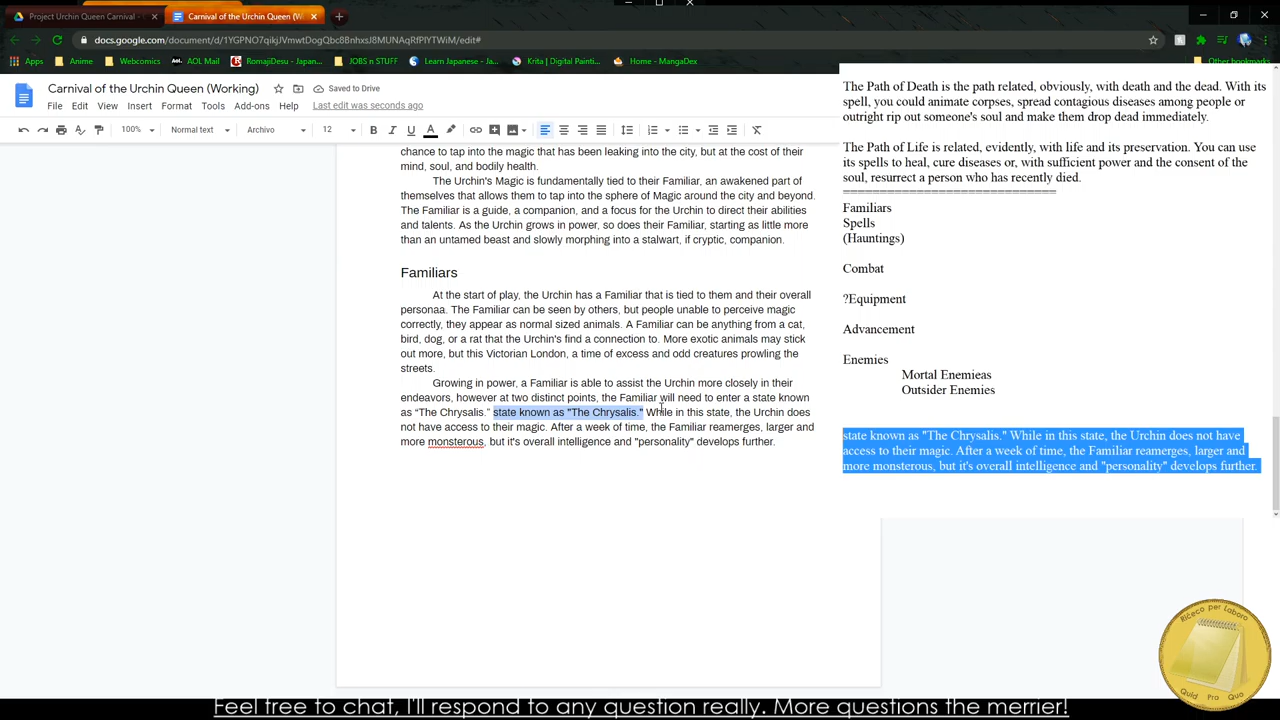 Project Urchin Queen Carnival -
Carnival of the Urchin Queen (W
docs.google.com/document/d/1YGPNO7qikjJVmwtDogQbc8BnhxsJ8MUNAqRfPlYTWiM/edit#
Apps
Anime
Webcomics
AOL Mail
RomajiDesu - Japan...
JOBS n STUFF
Learn Japanese - Ja...
Krita | Digital Painti...
Home - MangaDex
Other bookmarks
Carnival of the Urchin Queen (Working)
Saved to Drive
File Edit View Insert Format Tools Add-ons Help Last edit was seconds ago
100% Normal text Archivo 12 B I U A
chance to tap into the magic that has been leaking into the city, but at the cost of their
mind, soul, and bodily health.
The Urchin's Magic is fundamentally tied to their Familiar, an awakened part of
themselves that allows them to tap into the sphere of Magic around the city and beyond.
The Familiar is a guide, a companion, and a focus for the Urchin to direct their abilities
and talents. As the Urchin grows in power, so does their Familiar, starting as little more
than an untamed beast and slowly morphing into a stalwart, if cryptic, companion.
Familiars
At the start of play, the Urchin has a Familiar that is tied to them and their overall
personaa. The Familiar can be seen by others, but people unable to perceive magic
correctly, they appear as normal sized animals. A Familiar can be anything from a cat,
bird, dog, or a rat that the Urchin's find a connection to. More exotic animals may stick
out more, but this Victorian London, a time of excess and odd creatures prowling the
streets.
Growing in power, a Familiar is able to assist the Urchin more closely in their
endeavors, however at two distinct points, the Familiar will need to enter a state known
as “The Chrysalis.” state known as "The Chrysalis." While in this state, the Urchin does
not have access to their magic. After a week of time, the Familiar reamerges, larger and
more monsterous, but it's overall intelligence and "personality" develops further.
The Path of Death is the path related, obviously, with death and the dead. With its
spell, you could animate corpses, spread contagious diseases among people or
outright rip out someone's soul and make them drop dead immediately.
The Path of Life is related, evidently, with life and its preservation. You can use
its spells to heal, cure diseases or, with sufficient power and the consent of the
soul, resurrect a person who has recently died.
=============================
Familiars
Spells
(Hauntings)
Combat
?Equipment
Advancement
Enemies
Mortal Enemieas
Outsider Enemies
state known as "The Chrysalis." While in this state, the Urchin does not have
access to their magic. After a week of time, the Familiar reamerges, larger and
more monsterous, but it's overall intelligence and "personality" develops further.
Riĉeco per Laboro
Quid Pro Quo
Feel free to chat, I'll respond to any question really. More questions the merrier!